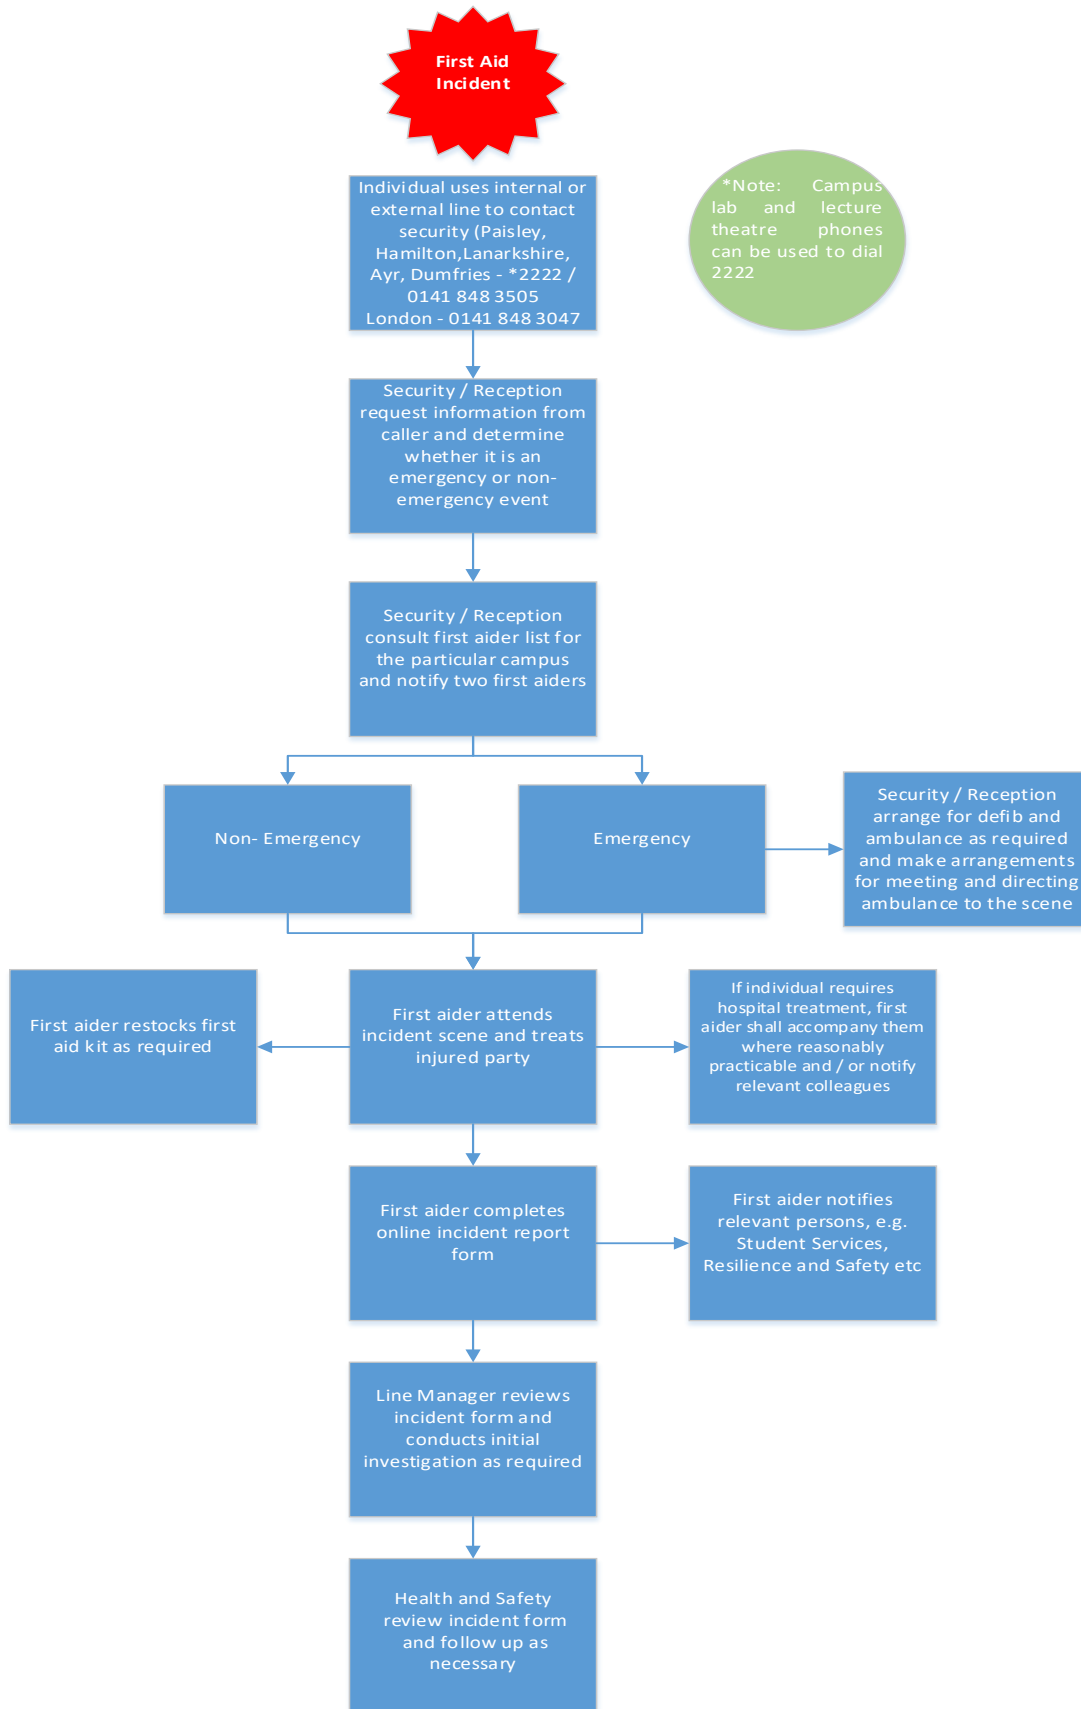 First Aid
Incident
Individual uses internal or
external line to contact
security (Paisley,
Hamilton,Lanarkshire,
Ayr, Dumfries - *2222 /
0141 848 3505
London - 0141 848 3047
*Note: Campus
lab and lecture
theatre phones
can be used to dial
2222
Security / Reception
request information from
caller and determine
whether it is an
emergency or non-
emergency event
Security / Reception
consult first aider list for
the particular campus
and notify two first aiders
Non- Emergency
Emergency
Security / Reception
arrange for defib and
ambulance as required
and make arrangements
for meeting and directing
ambulance to the scene
First aider restocks first
aid kit as required
First aider attends
incident scene and treats
injured party
If individual requires
hospital treatment, first
aider shall accompany them
where reasonably
practicable and / or notify
relevant colleagues
First aider completes
online incident report
form
First aider notifies
relevant persons, e.g.
Student Services,
Resilience and Safety etc
Line Manager reviews
incident form and
conducts initial
investigation as required
Health and Safety
review incident form
and follow up as
necessary